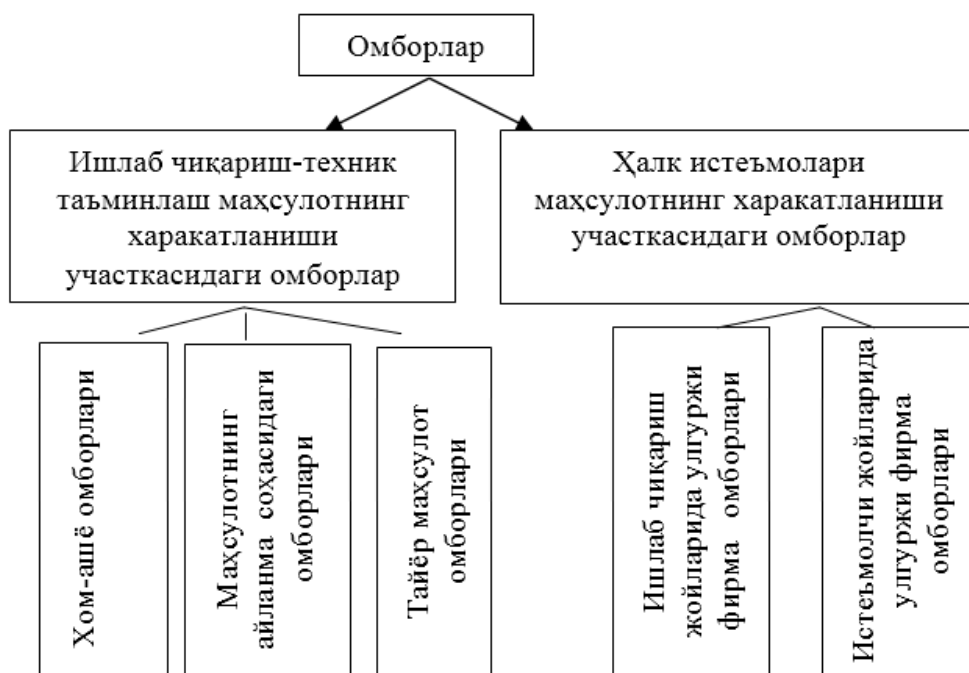 Омборлар
Ишлаб чиқариш-техник
таъминлаш маҳсулотнинг
харакатланиши
участкасидаги омборлар
Ҳалк истеъмолари
маҳсулотнинг харакатланиши
участкасидаги омборлар
Хом-ашё омборлари
Маҳсулотнинг
айланма соҳасидаги
омборлари
Тайёр маҳсулот
омборлари
Ишлаб чиқариш
жойларида улгуржи
фирма омборлари
Истеъмолчи жойларида
улгуржи фирма
омборлари